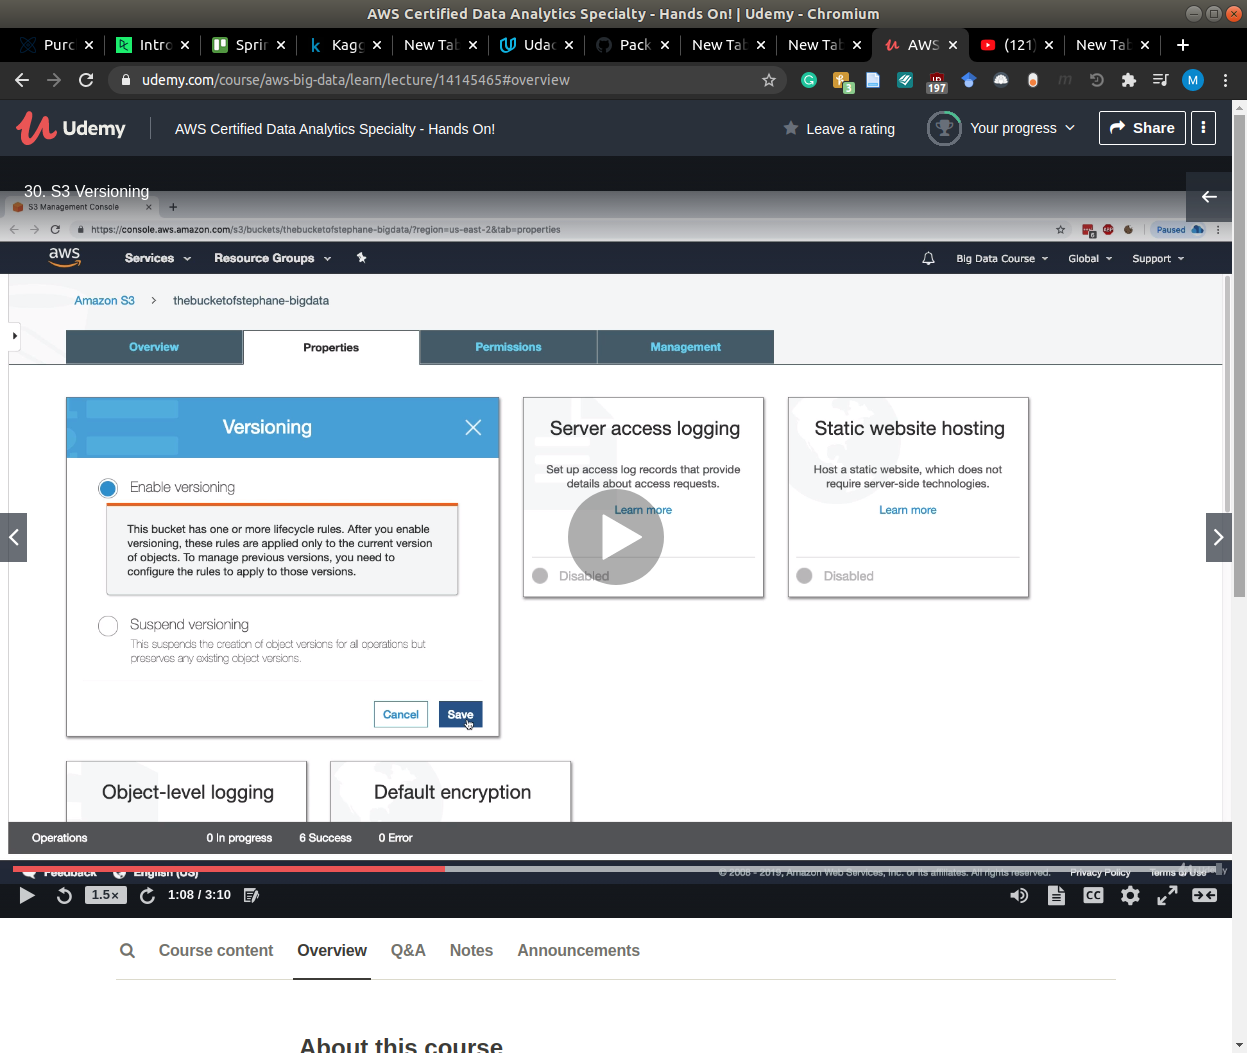 AWS Certified Data Analytics Specialty - Hands On! | Udemy - Chromium
Purc
Intro
Sprin
Kagg
New Tab
Udac
Pack
New Tab
New Tab
AWS
(121)
New Tab
udemy.com/course/aws-big-data/learn/lecture/14145465#overview
3
197
M
Udemy
AWS Certified Data Analytics Specialty - Hands On!
Leave a rating
Your progress
Share
30. S3 Versioning
S3 Management Console
https://console.aws.amazon.com/s3/buckets/thebucketofstephane-bigdata/?region=us-east-2&tab=properties
Paused
aws
Services
Resource Groups
Big Data Course
Global
Support
Amazon S3 > thebucketofstephane-bigdata
Overview
Properties
Permissions
Management
Versioning
Enable versioning
This bucket has one or more lifecycle rules. After you enable
versioning, these rules are applied only to the current version
of objects. To manage previous versions, you need to
configure the rules to apply to those versions.
Suspend versioning
This suspends the creation of object versions for all operations but
preserves any existing object versions.
Cancel
Save
Server access logging
Set up access log records that provide
details about access requests.
Learn more
Disabled
Static website hosting
Host a static website, which does not
require server-side technologies.
Learn more
Disabled
Object-level logging
Default encryption
Operations
0 In progress
6 Success
0 Error
Feedback
English (US)
© 2008 - 2019, Amazon Web Services, Inc. or its affiliates. All rights reserved.
Privacy Policy
Terms of Use
1.5×
1:08 / 3:10
CC
Course content
Overview
Q&A
Notes
Announcements
About this course